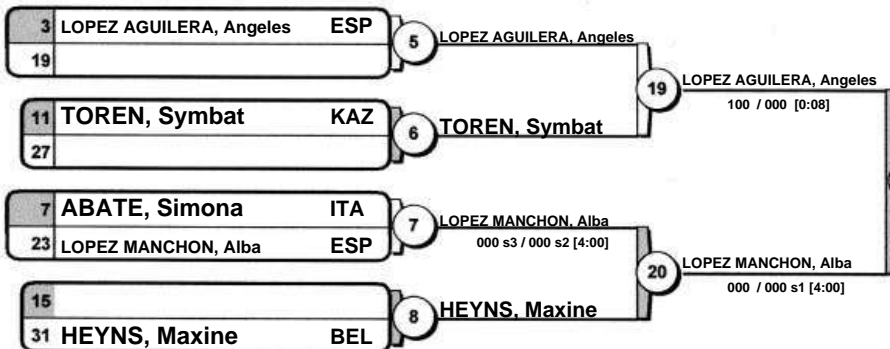 3 LOPEZ AGUILERA, Angeles ESP
19
5 LOPEZ AGUILERA, Angeles
11 TOREN, Symbat KAZ
27
6 TOREN, Symbat
19 LOPEZ AGUILERA, Angeles
100 / 000 [0:08]
7 ABATE, Simona ITA
23 LOPEZ MANCHON, Alba ESP
7 LOPEZ MANCHON, Alba
000 s3 / 000 s2 [4:00]
15
31 HEYNS, Maxine BEL
8 HEYNS, Maxine
20 LOPEZ MANCHON, Alba
000 / 000 s1 [4:00]